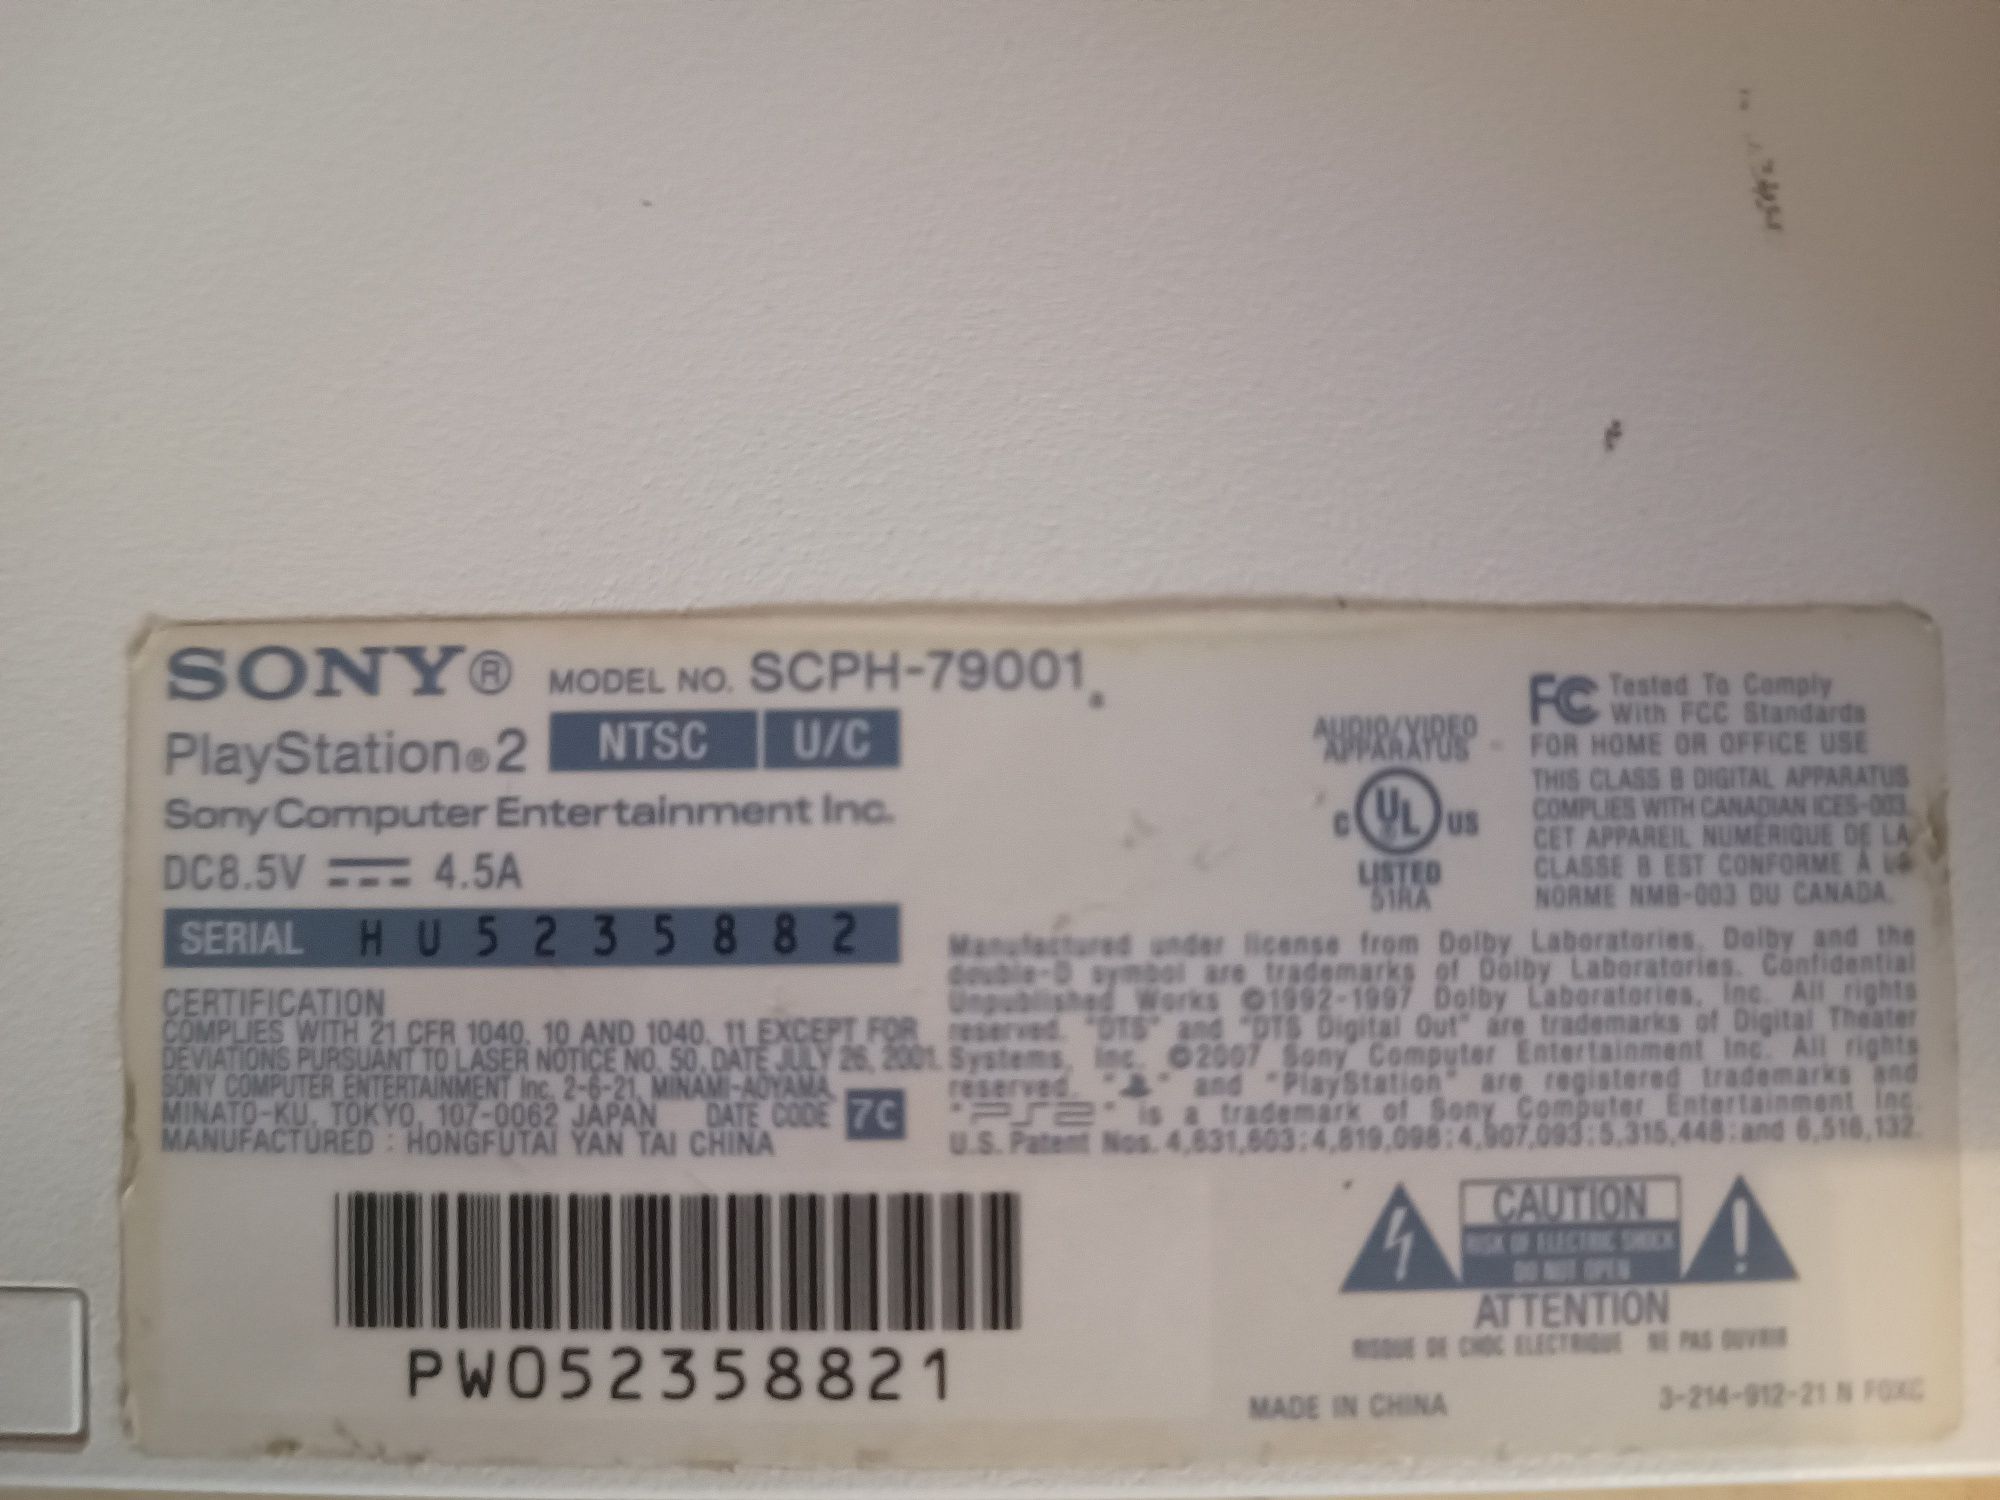 SONY® MODEL NO. SCPH-79001
PlayStation®2 NTSC U/C
Sony Computer Entertainment Inc.
DC8.5V 4.5A
SERIAL HU5235882
CERTIFICATION
COMPLIES WITH 21 CFR 1040. 10 AND 1040. 11 EXCEPT FOR
DEVIATIONS PURSUANT TO LASER NOTICE NO. 50, DATE JULY 26, 2001.
SONY COMPUTER ENTERTAINMENT Inc. 2-6-21, MINAMI-AOYAMA,
MINATO-KU, TOKYO, 107-0062 JAPAN DATE CODE 7C
MANUFACTURED : HONGFUTAI YAN TAI CHINA
PW052358821
AUDIO/VIDEO
APPARATUS
C UL US
LISTED
51RA
FC Tested To Comply
With FCC Standards
FOR HOME OR OFFICE USE
THIS CLASS B DIGITAL APPARATUS
COMPLIES WITH CANADIAN ICES-003.
CET APPAREIL NUMÉRIQUE DE LA
CLASSE B EST CONFORME À LA
NORME NMB-003 DU CANADA.
Manufactured under license from Dolby Laboratories. Dolby and the
double-D symbol are trademarks of Dolby Laboratories. Confidential
Unpublished Works ©1992-1997 Dolby Laboratories, Inc. All rights
reserved. "DTS" and "DTS Digital Out" are trademarks of Digital Theater
Systems, Inc. ©2007 Sony Computer Entertainment Inc. All rights
reserved. " " and "PlayStation" are registered trademarks and
"PS2" is a trademark of Sony Computer Entertainment Inc.
U.S. Patent Nos. 4,631,603;4,819,098;4,907,093;5,315,448;and 6,516,132.
CAUTION
RISK OF ELECTRIC SHOCK
DO NOT OPEN
ATTENTION
RISQUE DE CHOC ELECTRIQUE NE PAS OUVRIR
MADE IN CHINA
3-214-912-21 N FOXC